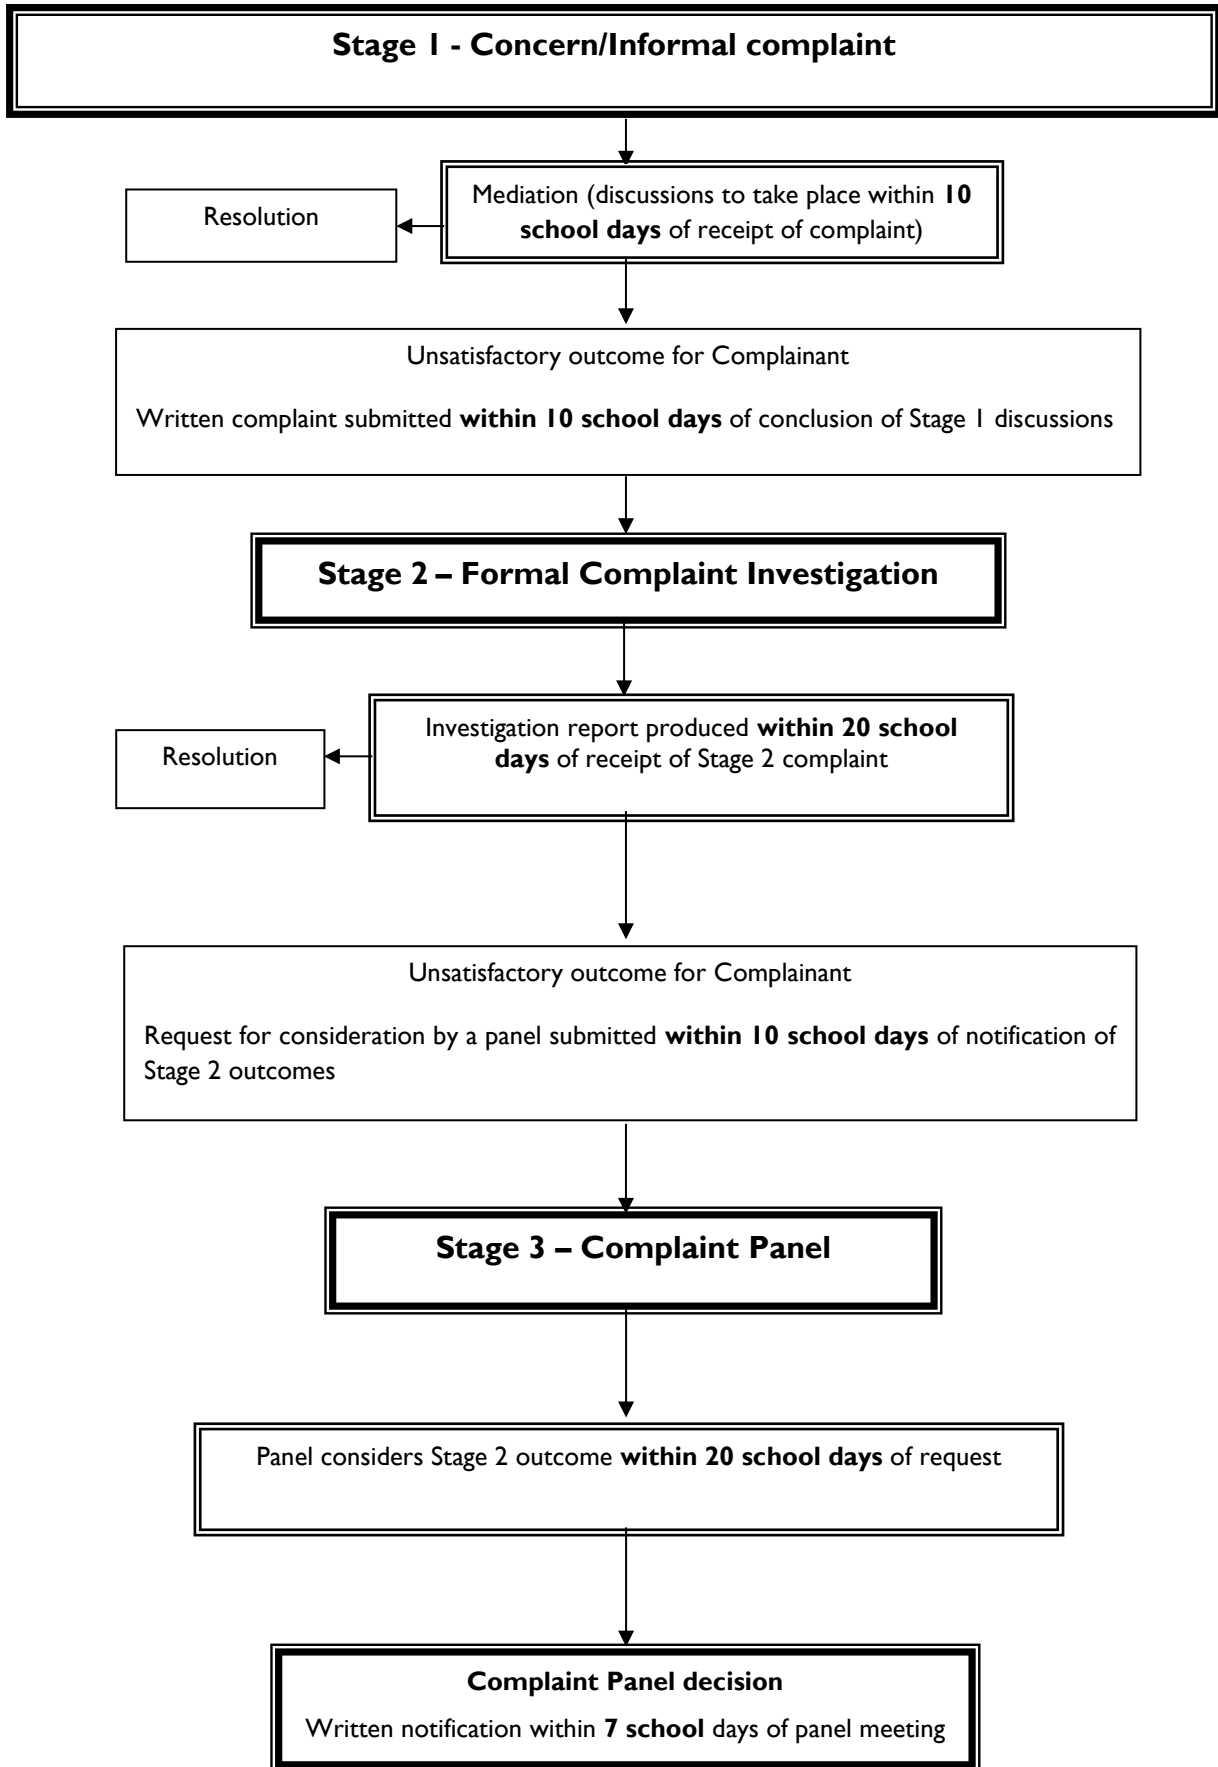 Stage 1 - Concern/Informal complaint
Mediation (discussions to take place within 10
school days of receipt of complaint)
Resolution
Unsatisfactory outcome for Complainant
Written complaint submitted within 10 school days of conclusion of Stage 1 discussions
Stage 2 – Formal Complaint Investigation
Investigation report produced within 20 school
days of receipt of Stage 2 complaint
Resolution
Unsatisfactory outcome for Complainant
Request for consideration by a panel submitted within 10 school days of notification of
Stage 2 outcomes
Stage 3 – Complaint Panel
Panel considers Stage 2 outcome within 20 school days of request
Complaint Panel decision
Written notification within 7 school days of panel meeting